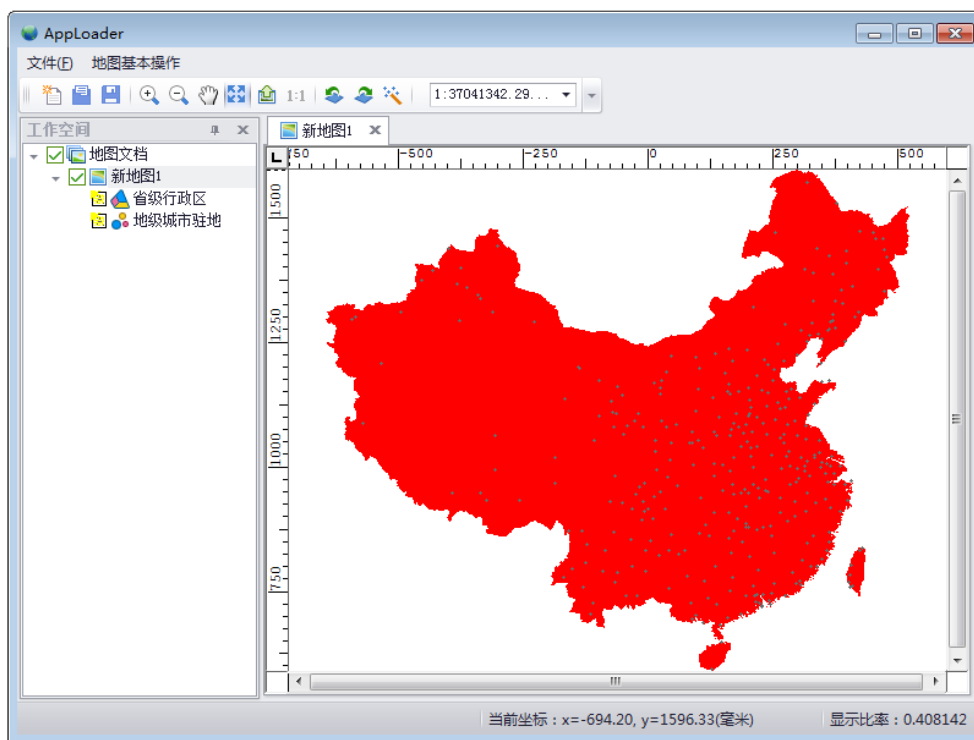 AppLoader
文件(F) 地图基本操作
1:1 1:37041342.29...
工作空间
新地图1
地图文档
新地图1
省级行政区
地级城市驻地
-500 -250 0 250 500
1500
1250
1000
750
当前坐标：x=-694.20, y=1596.33(毫米) 显示比率：0.408142